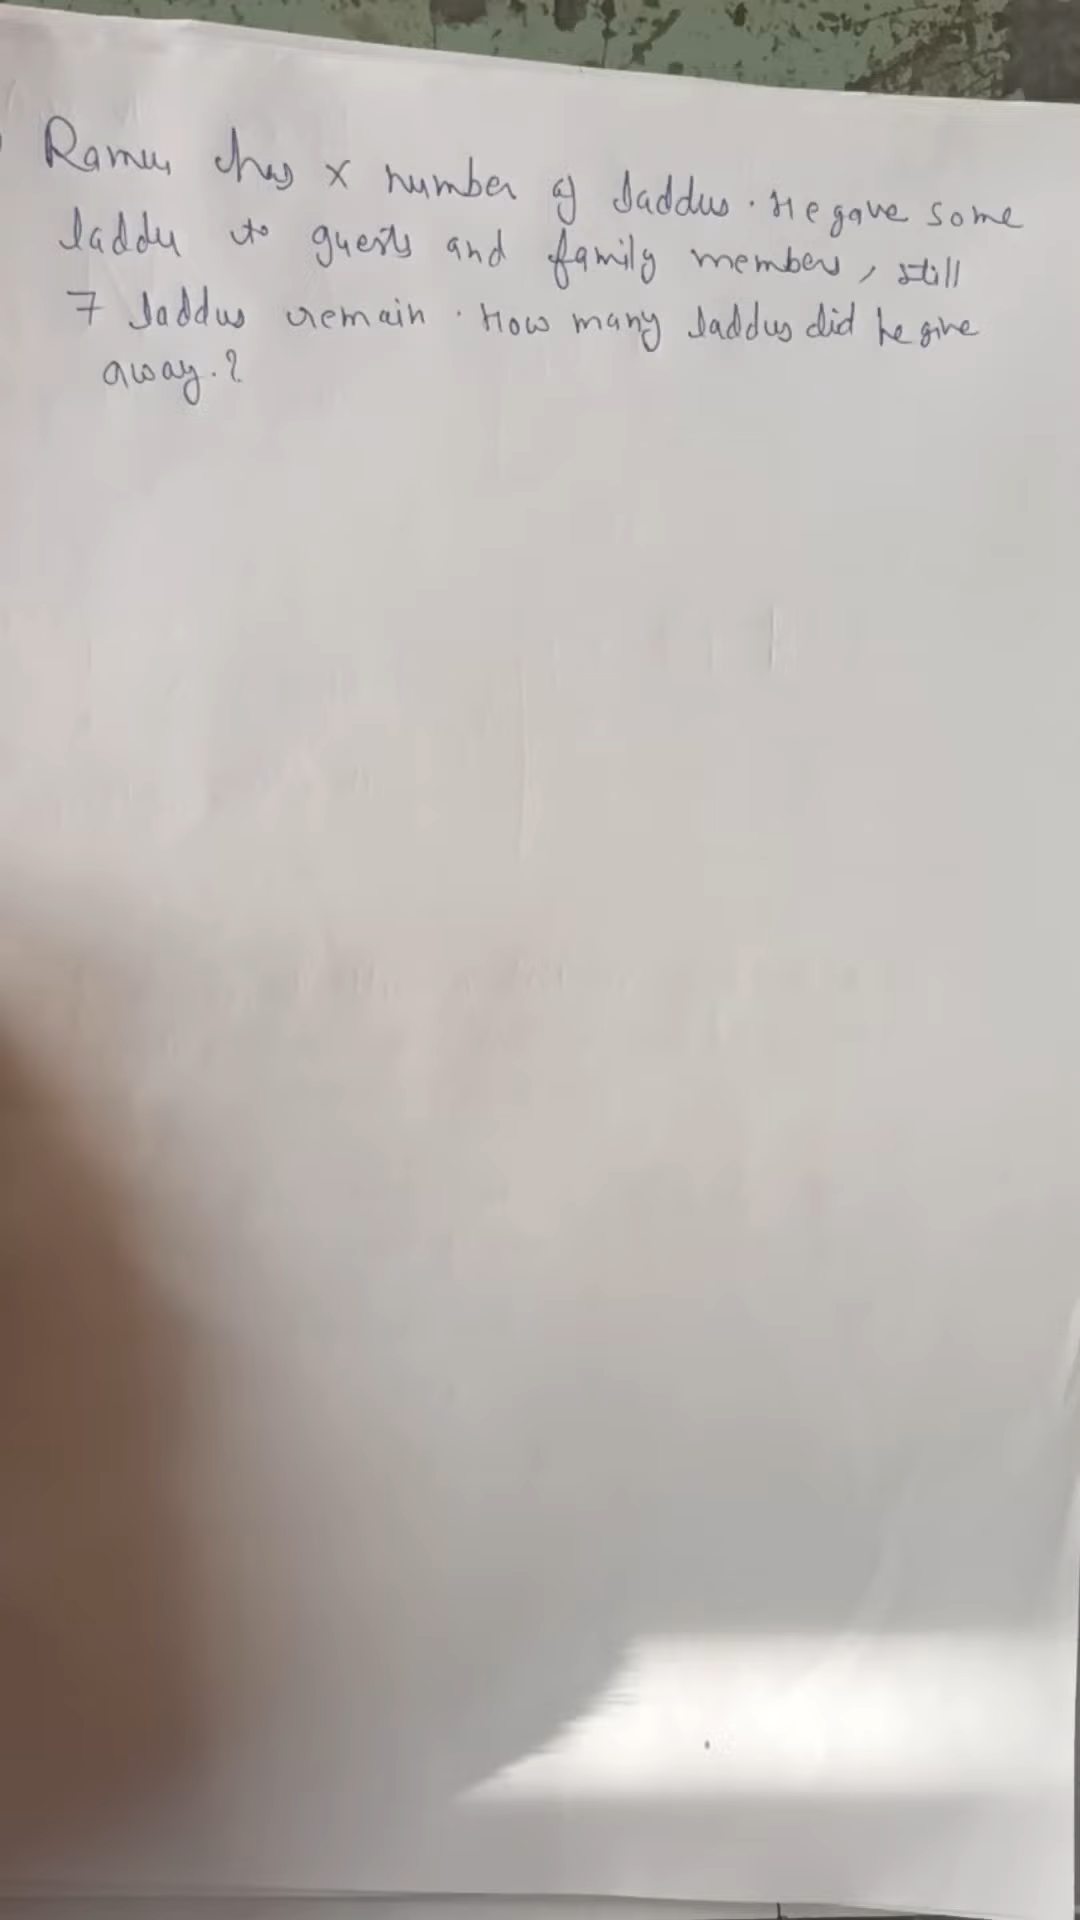 Ramu has x number of laddus. He gave some
laddu to guests and family members, still
7 laddus remain. How many laddus did he give
away.?